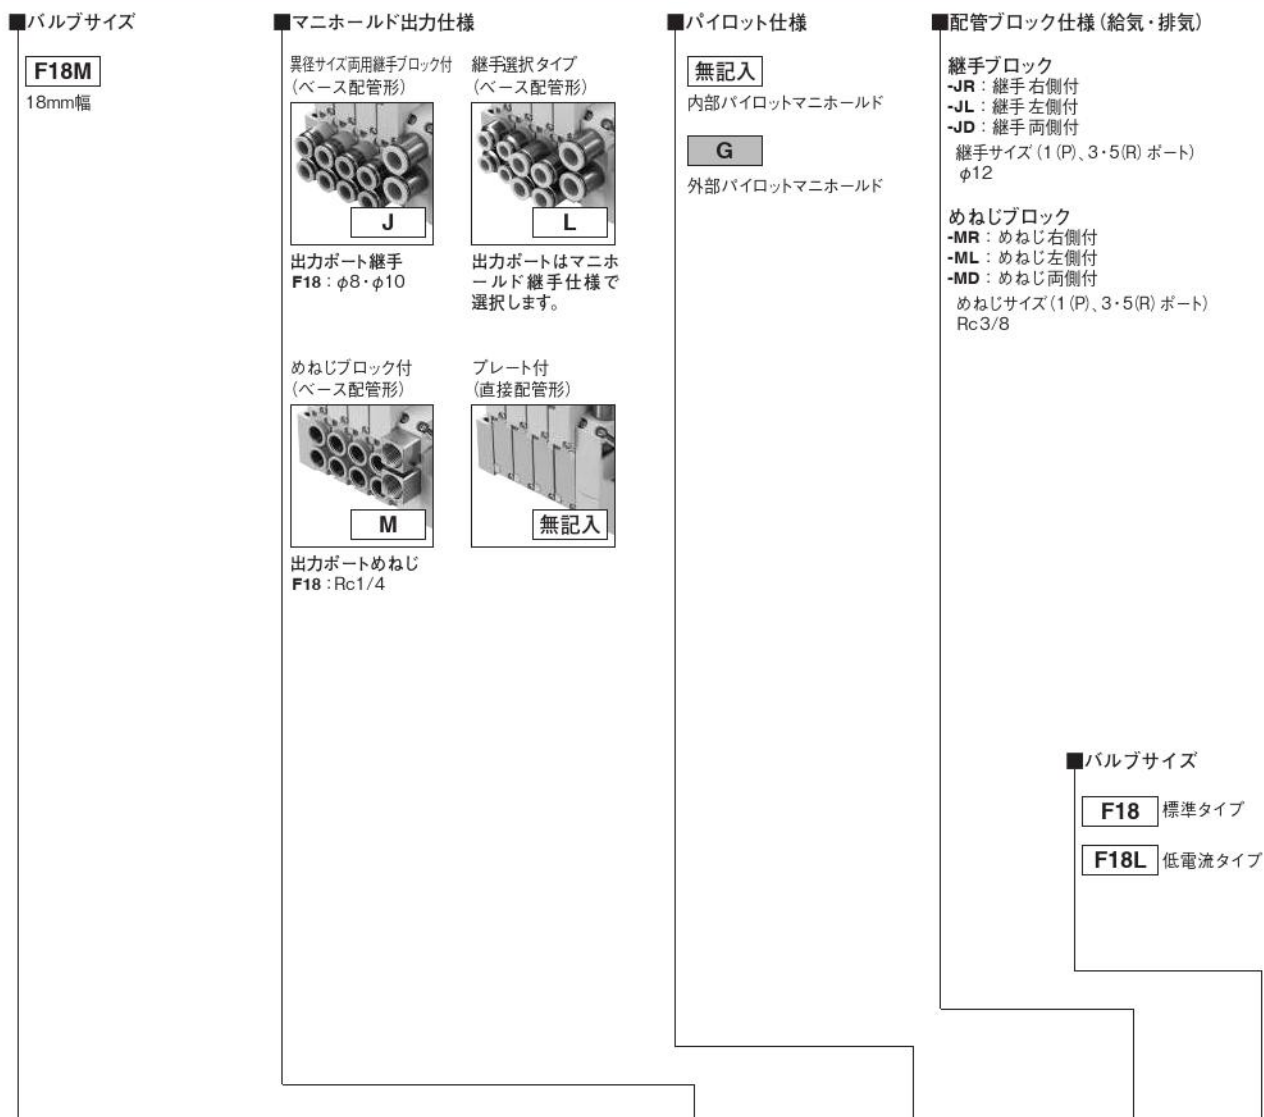 ■バルブサイズ
F18M
18mm幅
■マニホールド出力仕様
異径サイズ両用継手ブロック付
(ベース配管形)
J
出力ポート継手
F18：φ8・φ10
継手選択タイプ
(ベース配管形)
L
出力ポートはマニホ
ールド継手仕様で
選択します。
めねじブロック付
(ベース配管形)
M
出力ポートめねじ
F18：Rc1/4
プレート付
(直接配管形)
無記入
■パイロット仕様
無記入
内部パイロットマニホールド
G
外部パイロットマニホールド
■配管ブロック仕様(給気・排気)
継手ブロック
-JR：継手右側付
-JL：継手左側付
-JD：継手両側付
継手サイズ(1(P)、3・5(R)ポート)
φ12
めねじブロック
-MR：めねじ右側付
-ML：めねじ左側付
-MD：めねじ両側付
めねじサイズ(1(P)、3・5(R)ポート)
Rc3/8
■バルブサイズ
F18 標準タイプ
F18L 低電流タイプ